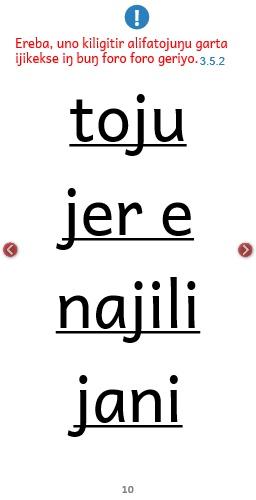 !
Ereba, uno kiligitir alifatojuŋu garta
ijikekse iŋ buŋ foro foro geriyo. 3.5.2
toju
jer e
najili
jani
10